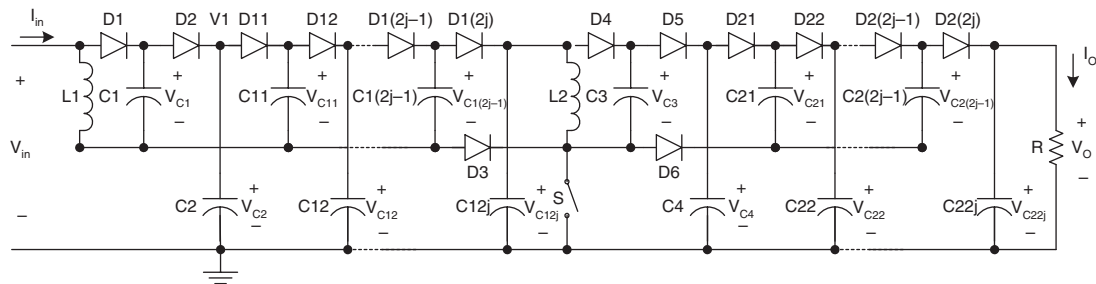 I_in D1 D2 V1 D11 D12 D1(2j–1) D1(2j) D4 D5 D21 D22 D2(2j–1) D2(2j)
+ L1 C1 + V_C1 – C11 + V_C11 – C1(2j–1) + V_C1(2j–1) – L2 C3 + V_C3 – C21 + V_C21 – C2(2j–1) + V_C2(2j–1) – I_O
V_in D3 D6 R + V_O –
– C2 + V_C2 – C12 + V_C12 – C12j + V_C12j – S C4 + V_C4 – C22 + V_C22 – C22j + V_C22j –